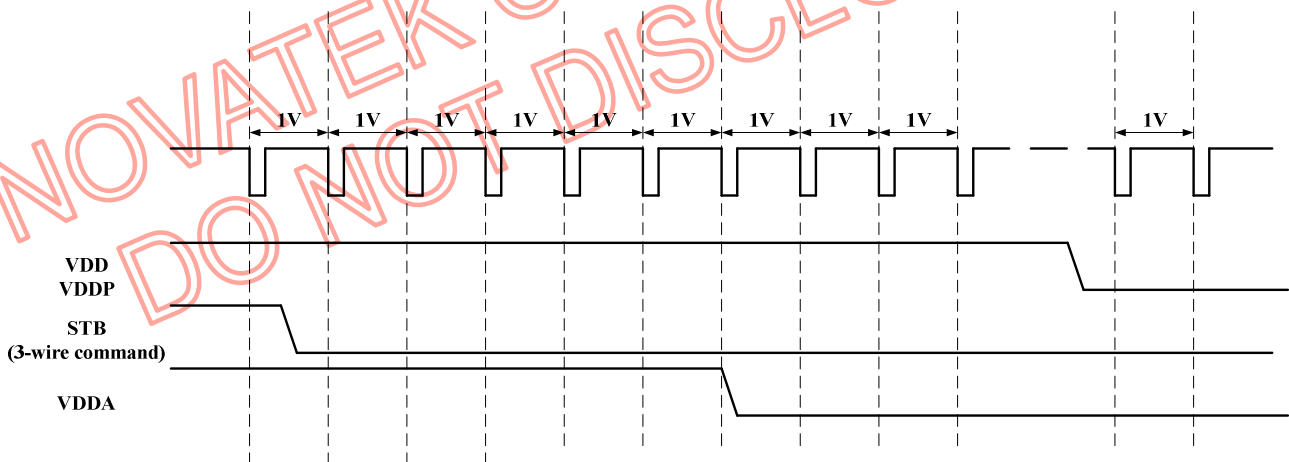 NOVATEK
DO NOT DISCLO
1V 1V 1V 1V 1V 1V 1V 1V 1V 1V
VDD
VDDP
STB
(3-wire command)
VDDA